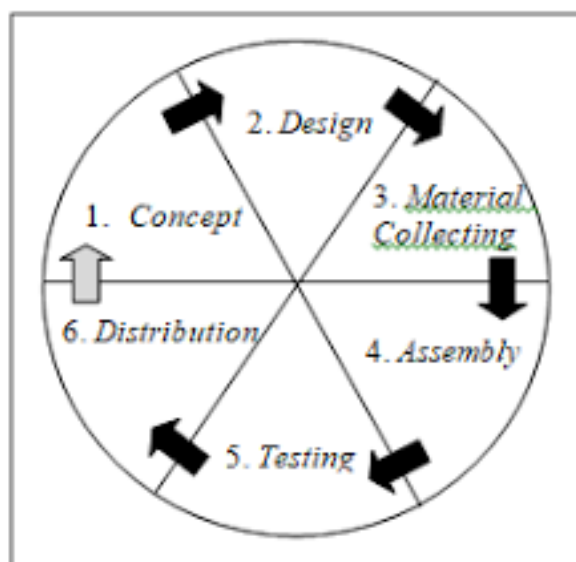 1. Concept
2. Design
3. Material
Collecting
4. Assembly
5. Testing
6. Distribution